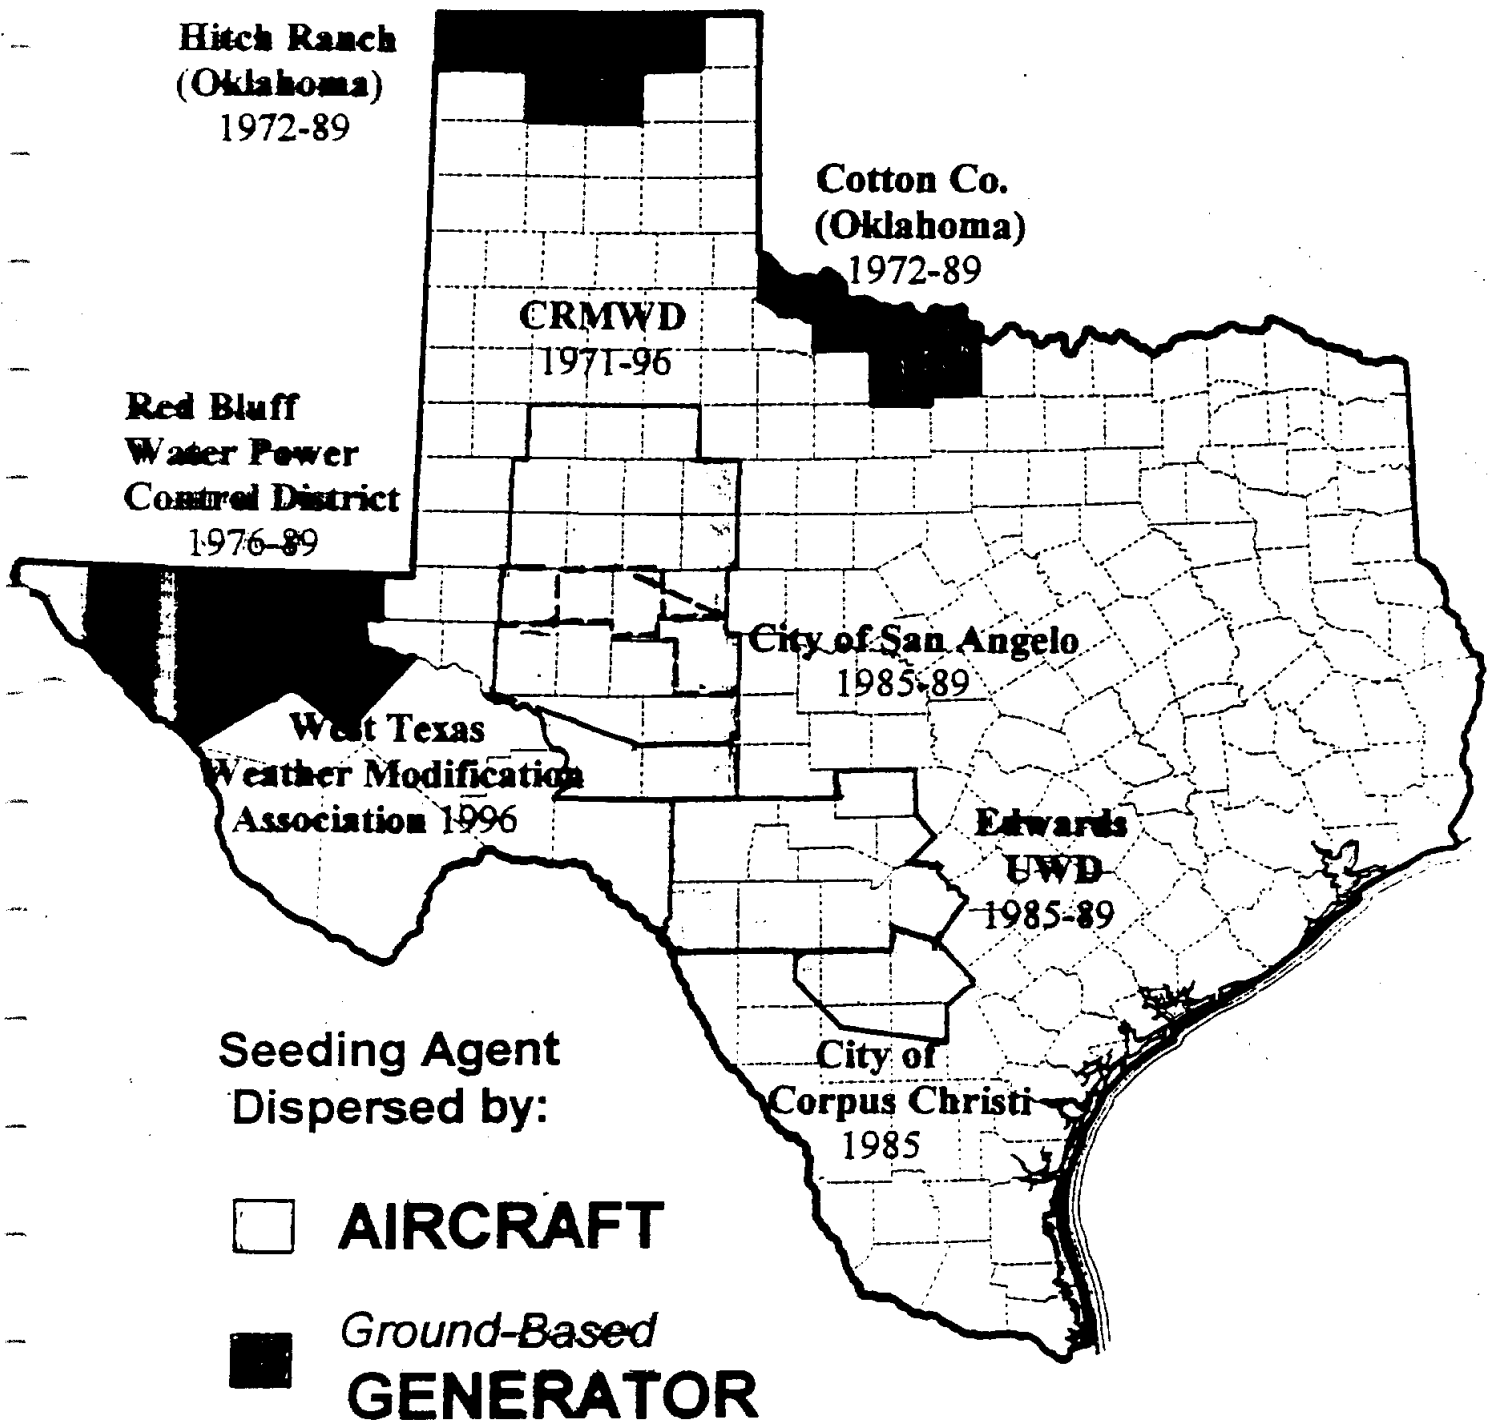 Hitch Ranch
(Oklahoma)
1972-89
Cotton Co.
(Oklahoma)
1972-89
CRMWD
1971-96
Red Bluff
Water Power
Control District
1976-89
City of San Angelo
1985-89
West Texas
Weather Modification
Association 1996
Edwards
UWD
1985-89
City of
Corpus Christi
1985
Seeding Agent
Dispersed by:
AIRCRAFT
Ground-Based
GENERATOR